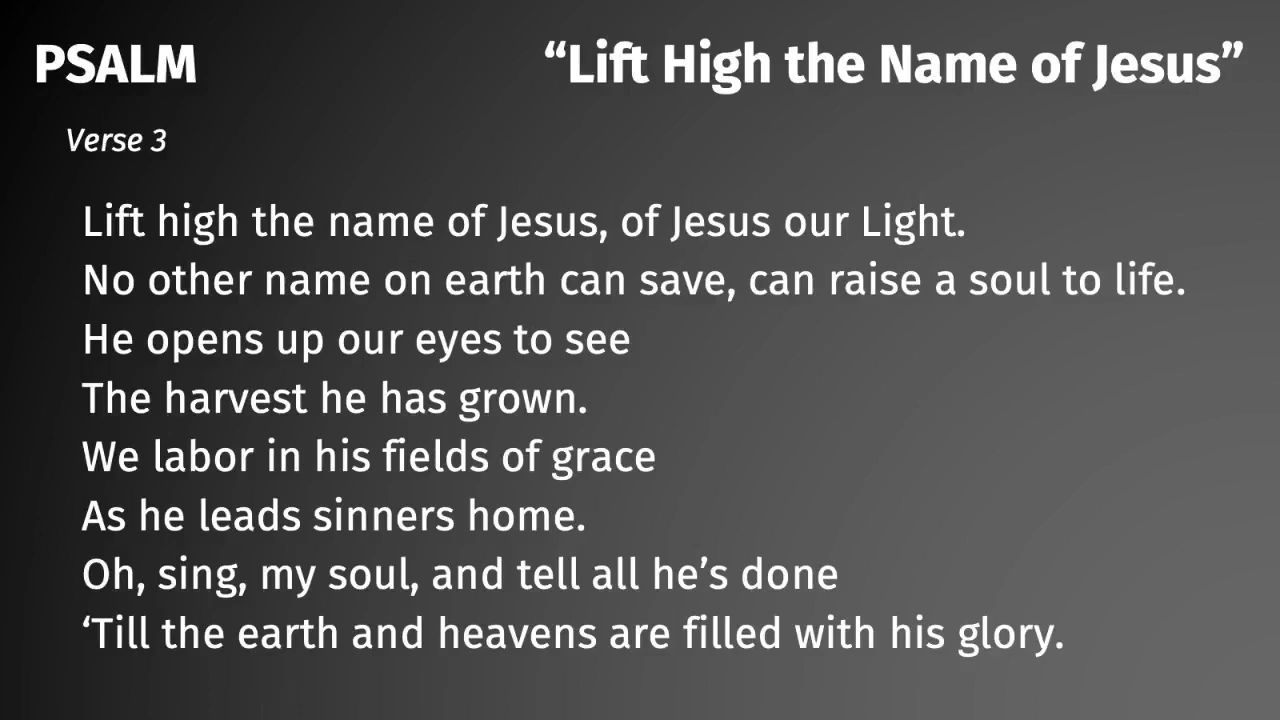 PSALM
“Lift High the Name of Jesus”
Verse 3
Lift high the name of Jesus, of Jesus our Light.
No other name on earth can save, can raise a soul to life.
He opens up our eyes to see
The harvest he has grown.
We labor in his fields of grace
As he leads sinners home.
Oh, sing, my soul, and tell all he’s done
‘Till the earth and heavens are filled with his glory.